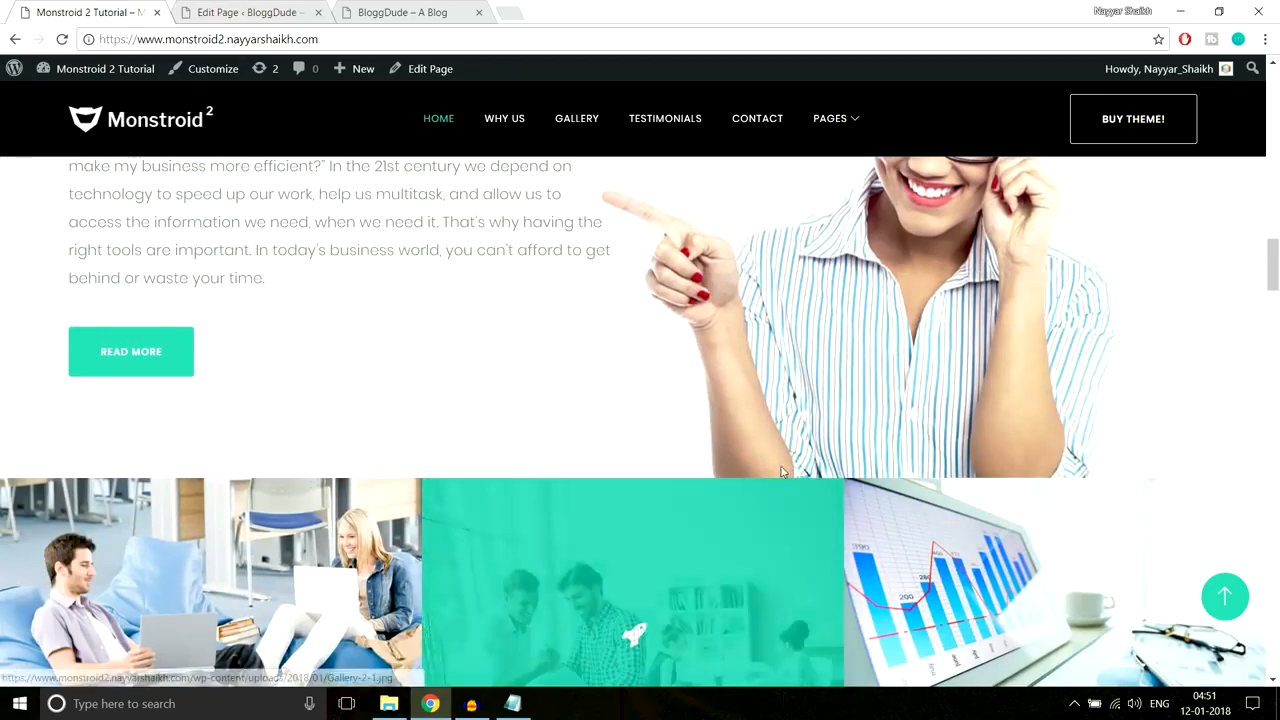 Monstroid 2 Tutorial – M
Edit Page ‹ BloggDude –
BloggDude – A Blog
Nayyar Shaikh
https://www.monstroid2.nayyarshaikh.com
Monstroid 2 Tutorial
Customize
2
0
New
Edit Page
Howdy, Nayyar_Shaikh
Monstroid 2
HOME
WHY US
GALLERY
TESTIMONIALS
CONTACT
PAGES
BUY THEME!
make my business more efficient?" In the 21st century we depend on
technology to speed up our work, help us multitask, and allow us to
access the information we need, when we need it. That's why having the
right tools are important. In today's business world, you can't afford to get
behind or waste your time.
READ MORE
https://www.monstroid2.nayyarshaikh.com/wp-content/uploads/2018/01/Gallery-2-1.jpg
Type here to search
ENG
04:51
12-01-2018